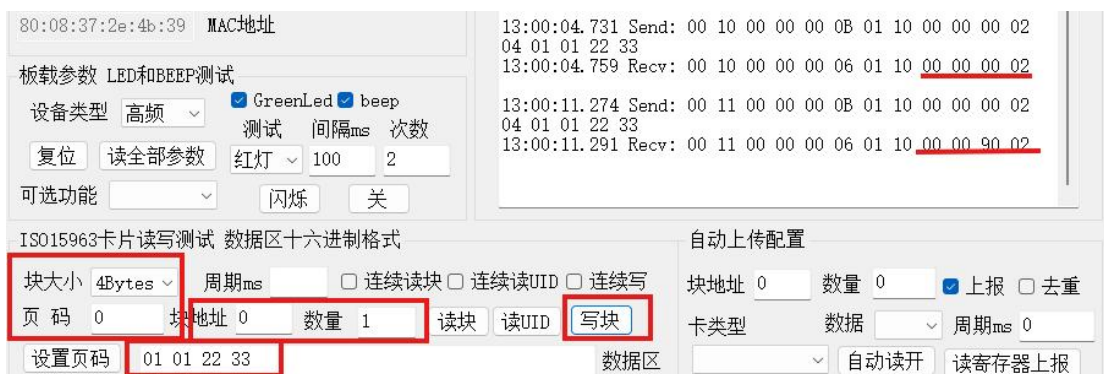 80:08:37:2e:4b:39 MAC地址
板载参数 LED和BEEP测试
设备类型 高频 GreenLed beep
测试 间隔ms 次数
复位 读全部参数 红灯 100 2
可选功能 闪烁 关
13:00:04.731 Send: 00 10 00 00 00 0B 01 10 00 00 00 02
04 01 01 22 33
13:00:04.759 Recv: 00 10 00 00 00 06 01 10 00 00 00 02
13:00:11.274 Send: 00 11 00 00 00 0B 01 10 00 00 00 02
04 01 01 22 33
13:00:11.291 Recv: 00 11 00 00 00 06 01 10 00 00 90 02
ISO15963卡片读写测试 数据区十六进制格式
块大小 4Bytes 周期ms 连续读块 连续读UID 连续写
页 码 0 块地址 0 数量 1 读块 读UID 写块
设置页码 01 01 22 33 数据区
自动上传配置
块地址 0 数量 0 上报 去重
卡类型 数据 周期ms 0
自动读开 读寄存器上报